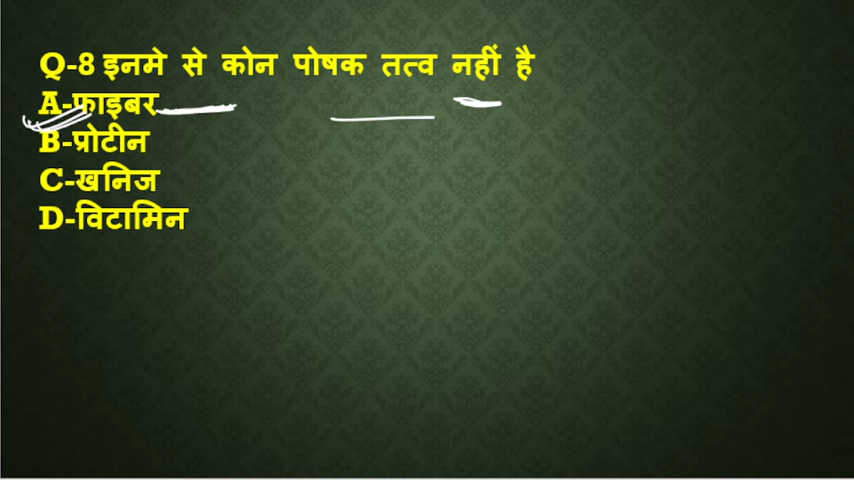 Q-8 इनमे से कोन पोषक तत्व नहीं है
A-फाइबर
B-प्रोटीन
C-खनिज
D-विटामिन